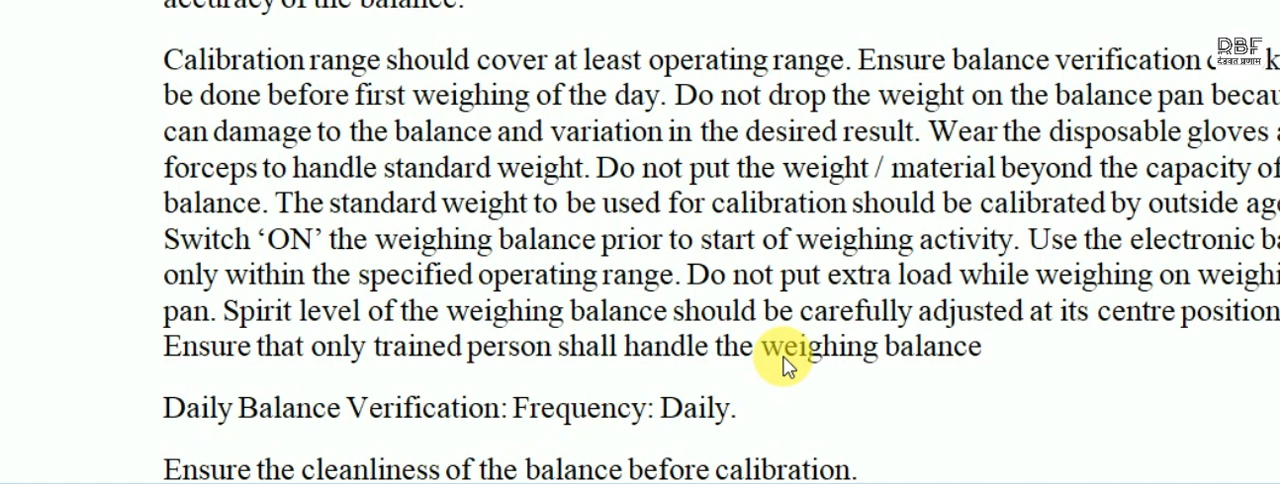 accuracy of the balance.
Calibration range should cover at least operating range. Ensure balance verification
be done before first weighing of the day. Do not drop the weight on the balance pan
can damage to the balance and variation in the desired result. Wear the disposable gloves
forceps to handle standard weight. Do not put the weight / material beyond the capacity of
balance. The standard weight to be used for calibration should be calibrated by outside
Switch ‘ON’ the weighing balance prior to start of weighing activity. Use the electronic
only within the specified operating range. Do not put extra load while weighing on
pan. Spirit level of the weighing balance should be carefully adjusted at its centre position
Ensure that only trained person shall handle the weighing balance
Daily Balance Verification: Frequency: Daily.
Ensure the cleanliness of the balance before calibration.
DBF